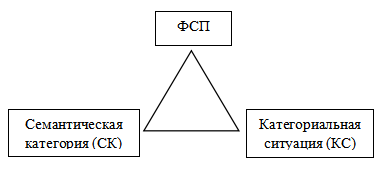 ФСП
Семантическая
категория (СК)
Категориальная
ситуация (КС)